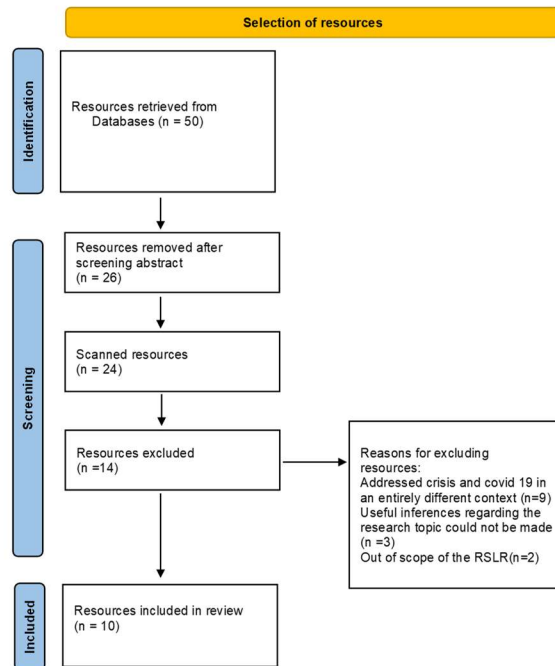 Selection of resources
Identification
Resources retrieved from
Databases (n = 50)
Screening
Resources removed after
screening abstract
(n = 26)
Scanned resources
(n = 24)
Resources excluded
(n =14)
Reasons for excluding
resources:
Addressed crisis and covid 19 in
an entirely different context (n=9)
Useful inferences regarding the
research topic could not be made
(n =3)
Out of scope of the RSLR(n=2)
Included
Resources included in review
(n = 10)